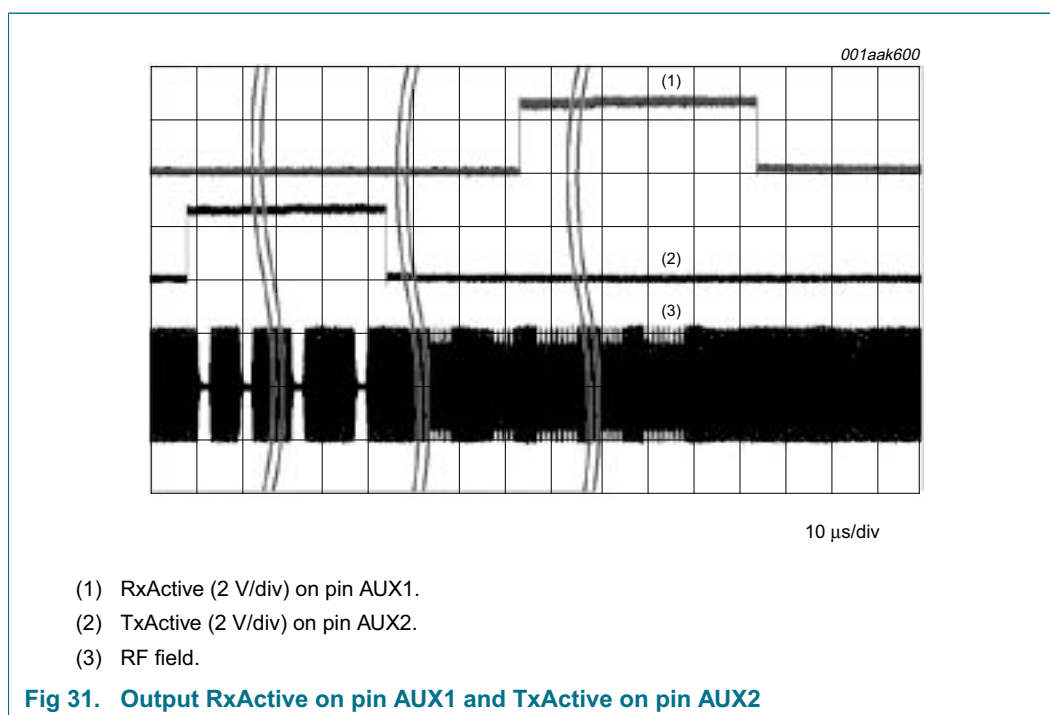 001aak600
(1)
(2)
(3)
10 μs/div
(1) RxActive (2 V/div) on pin AUX1.
(2) TxActive (2 V/div) on pin AUX2.
(3) RF field.
Fig 31. Output RxActive on pin AUX1 and TxActive on pin AUX2